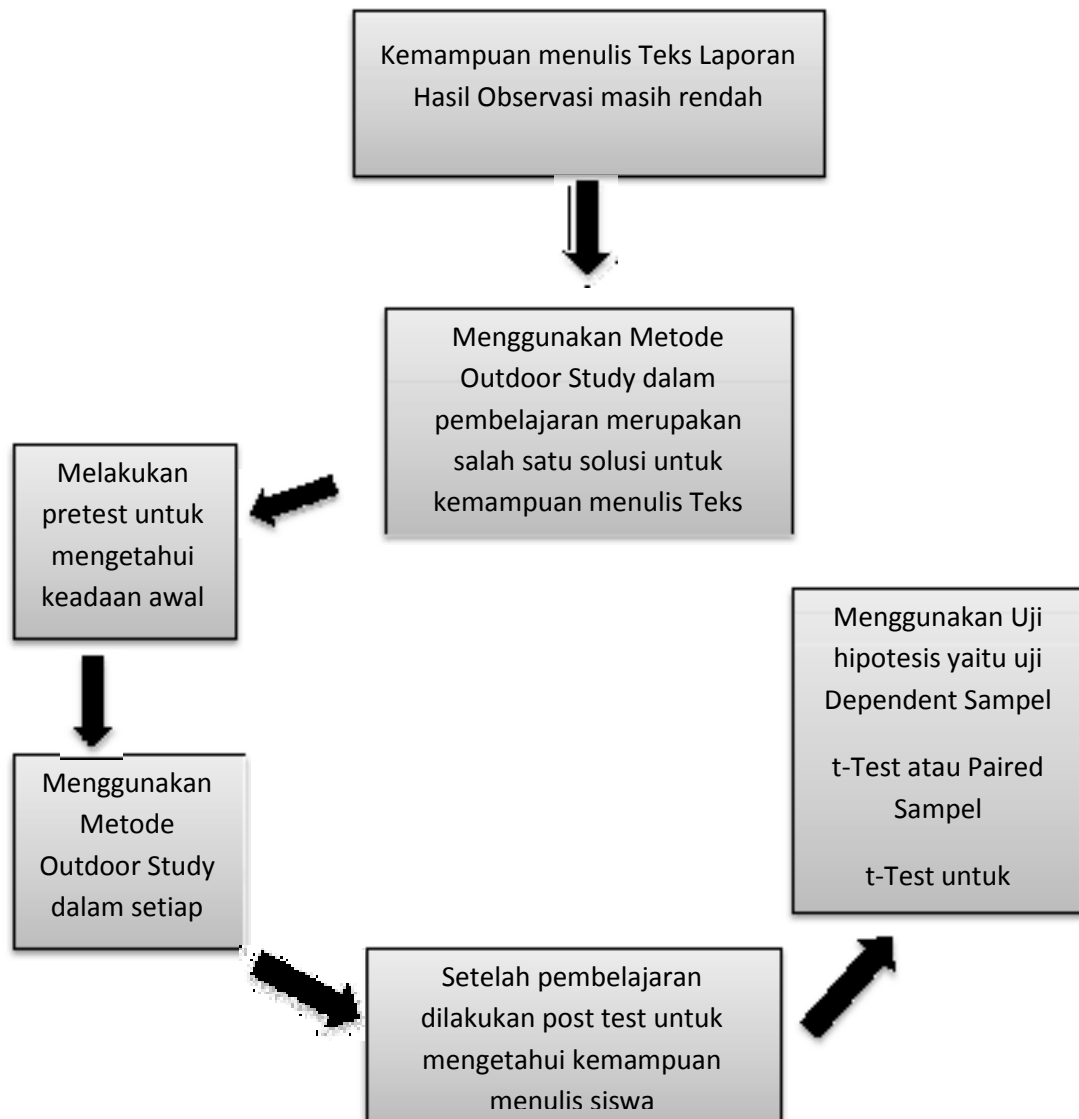 Kemampuan menulis Teks Laporan
Hasil Observasi masih rendah
Menggunakan Metode
Outdoor Study dalam
pembelajaran merupakan
salah satu solusi untuk
kemampuan menulis Teks
Melakukan
pretest untuk
mengetahui
keadaan awal
Menggunakan
Metode
Outdoor Study
dalam setiap
Setelah pembelajaran
dilakukan post test untuk
mengetahui kemampuan
menulis siswa
Menggunakan Uji
hipotesis yaitu uji
Dependent Sampel
t-Test atau Paired
Sampel
t-Test untuk